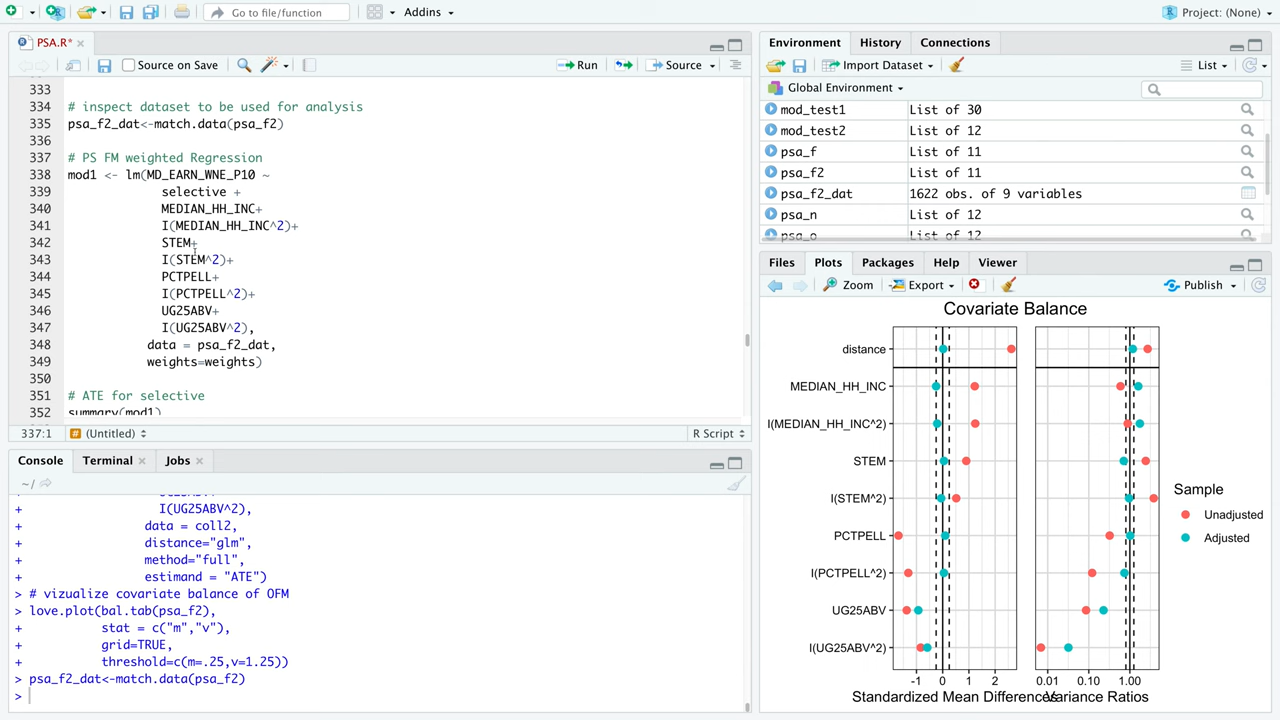 Go to file/function
Addins
Project: (None)
PSA.R*
Source on Save
Run
Source
333
334 # inspect dataset to be used for analysis
335 psa_f2_dat<-match.data(psa_f2)
336
337 # PS FM weighted Regression
338 mod1 <- lm(MD_EARN_WNE_P10 ~
339 selective +
340 MEDIAN_HH_INC+
341 I(MEDIAN_HH_INC^2)+
342 STEM+
343 I(STEM^2)+
344 PCTPELL+
345 I(PCTPELL^2)+
346 UG25ABV+
347 I(UG25ABV^2),
348 data = psa_f2_dat,
349 weights=weights)
350
351 # ATE for selective
352 summary(mod1)
337:1
(Untitled)
R Script
Console Terminal Jobs
~/
+ I(UG25ABV^2),
+ data = coll2,
+ distance="glm",
+ method="full",
+ estimand = "ATE")
> # vizualize covariate balance of OFM
> love.plot(bal.tab(psa_f2),
+ stat = c("m","v"),
+ grid=TRUE,
+ threshold=c(m=.25,v=1.25))
> psa_f2_dat<-match.data(psa_f2)
>
Environment History Connections
Import Dataset
List
Global Environment
mod_test1 List of 30
mod_test2 List of 12
psa_f List of 11
psa_f2 List of 11
psa_f2_dat 1622 obs. of 9 variables
psa_n List of 12
psa_o List of 12
Files Plots Packages Help Viewer
Zoom
Export
Publish
Covariate Balance
distance
MEDIAN_HH_INC
I(MEDIAN_HH_INC^2)
STEM
I(STEM^2)
PCTPELL
I(PCTPELL^2)
UG25ABV
I(UG25ABV^2)
-1 0 1 2
0.01 0.10 1.00
Standardized Mean Differences
Variance Ratios
Sample
Unadjusted
Adjusted